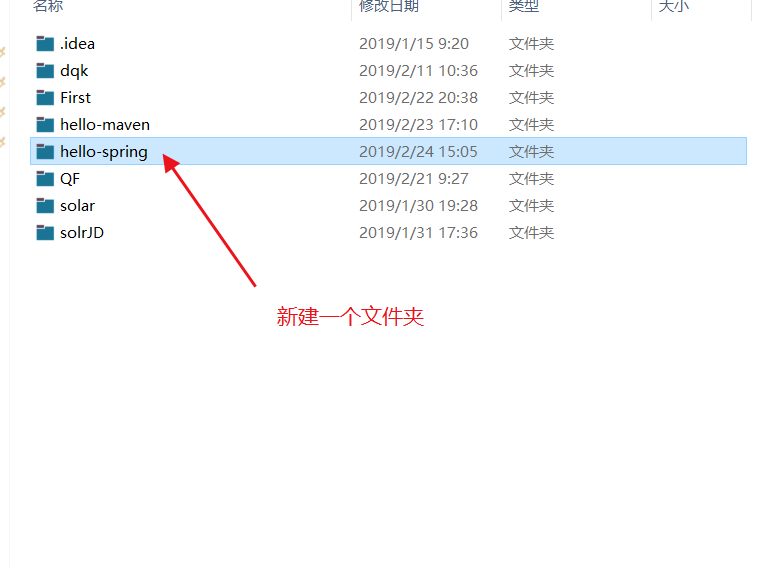 名称 修改日期 类型 大小
.idea 2019/1/15 9:20 文件夹
dqk 2019/2/11 10:36 文件夹
First 2019/2/22 20:38 文件夹
hello-maven 2019/2/23 17:10 文件夹
hello-spring 2019/2/24 15:05 文件夹
QF 2019/2/21 9:27 文件夹
solar 2019/1/30 19:28 文件夹
solrJD 2019/1/31 17:36 文件夹
新建一个文件夹